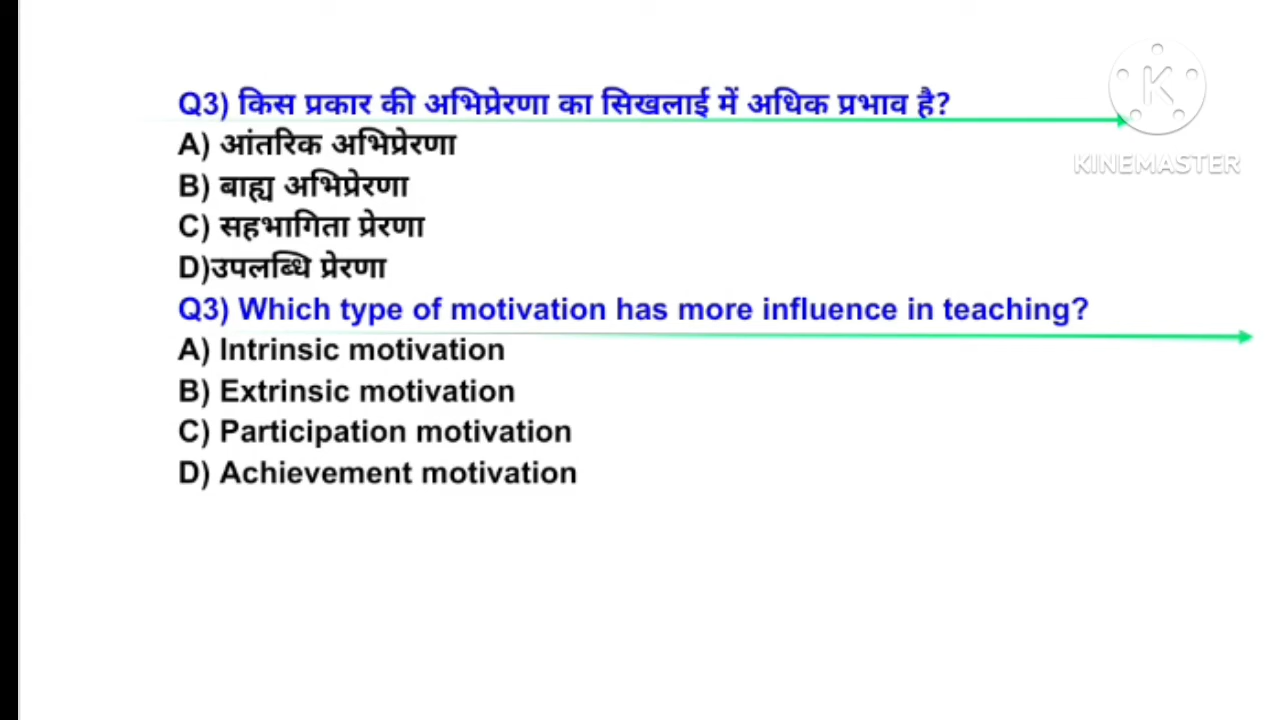 Q3) किस प्रकार की अभिप्रेरणा का सिखलाई में अधिक प्रभाव है?
A) आंतरिक अभिप्रेरणा
B) बाह्य अभिप्रेरणा
C) सहभागिता प्रेरणा
D)उपलब्धि प्रेरणा
Q3) Which type of motivation has more influence in teaching?
A) Intrinsic motivation
B) Extrinsic motivation
C) Participation motivation
D) Achievement motivation
K
KINEMASTER